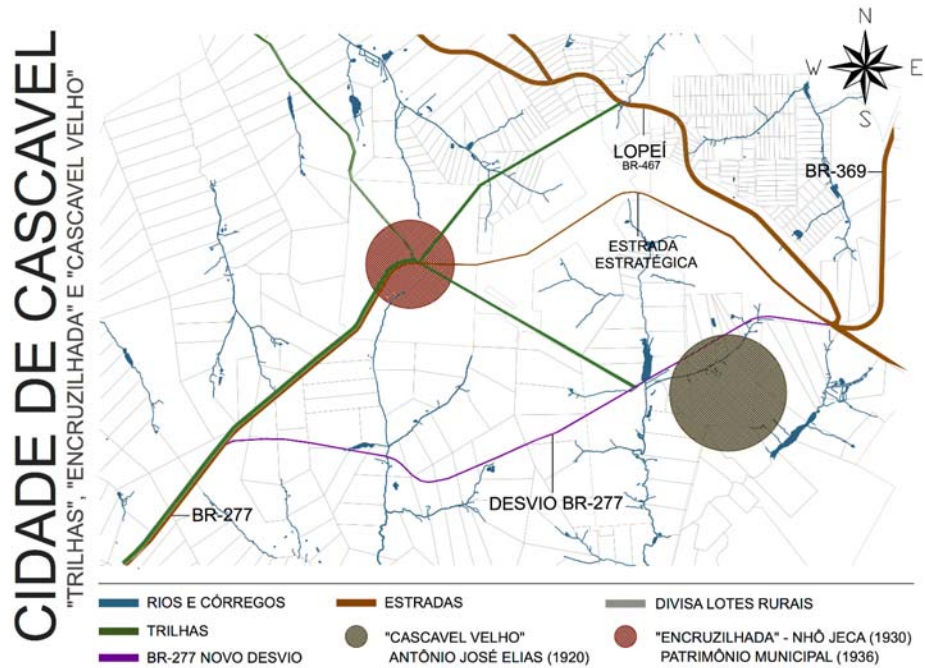 CIDADE DE CASCAVEL
"TRILHAS", "ENCRUZILHADA" E "CASCAVEL VELHO"
N
W E
S
LOPEÍ
BR-467
BR-369
ESTRADA
ESTRATÉGICA
DESVIO BR-277
BR-277
RIOS E CÓRREGOS
ESTRADAS
DIVISA LOTES RURAIS
TRILHAS
"CASCAVEL VELHO"
ANTÔNIO JOSÉ ELIAS (1920)
"ENCRUZILHADA" - NHÔ JECA (1930)
PATRIMÔNIO MUNICIPAL (1936)
BR-277 NOVO DESVIO